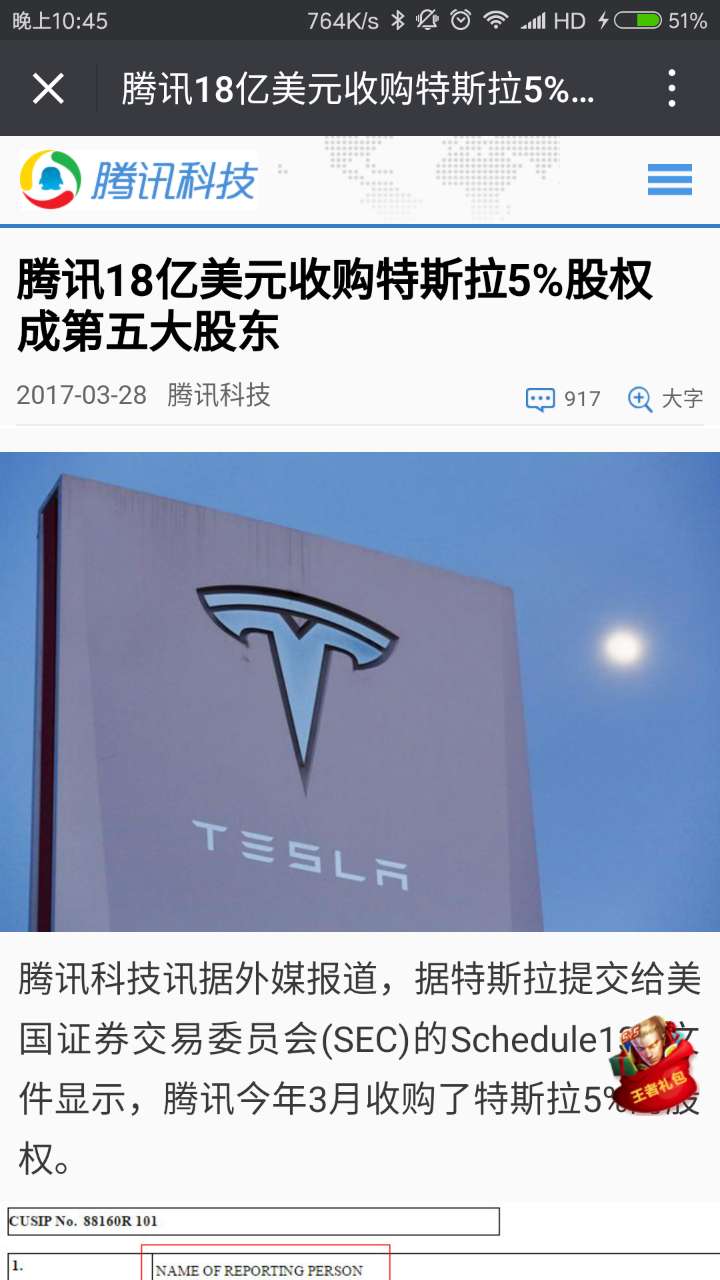 晚上10:45
764K/s
HD
51%
腾讯18亿美元收购特斯拉5%...
腾讯科技
腾讯18亿美元收购特斯拉5%股权
成第五大股东
2017-03-28 腾讯科技
917
大字
TESLA
腾讯科技讯据外媒报道，据特斯拉提交给美
国证券交易委员会(SEC)的Schedule1 文
件显示，腾讯今年3月收购了特斯拉5% 股
权。
王者礼包
CUSIP No. 88160R 101
1.
NAME OF REPORTING PERSON